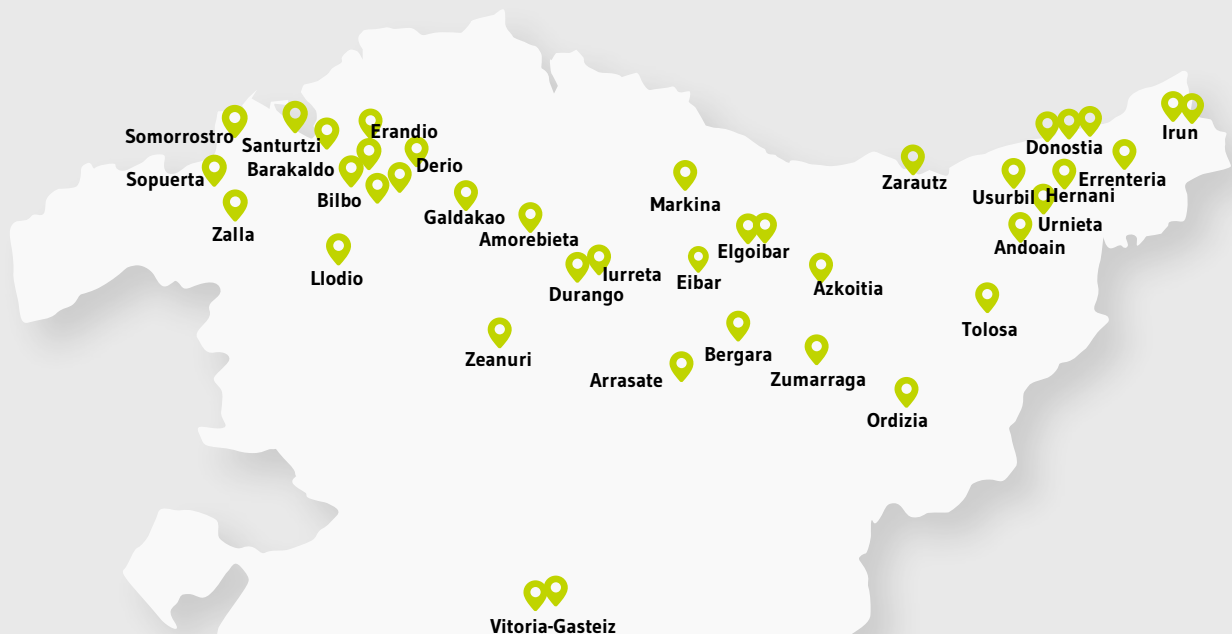 Somorrostro
Santurtzi
Erandio
Irun
Donostia
Sopuerta
Barakaldo
Derio
Zarautz
Errenteria
Bilbo
Markina
Usurbil
Hernani
Zalla
Galdakao
Urnieta
Amorebieta
Elgoibar
Andoain
Llodio
Iurreta
Eibar
Durango
Azkoitia
Tolosa
Zeanuri
Bergara
Arrasate
Zumarraga
Ordizia
Vitoria-Gasteiz